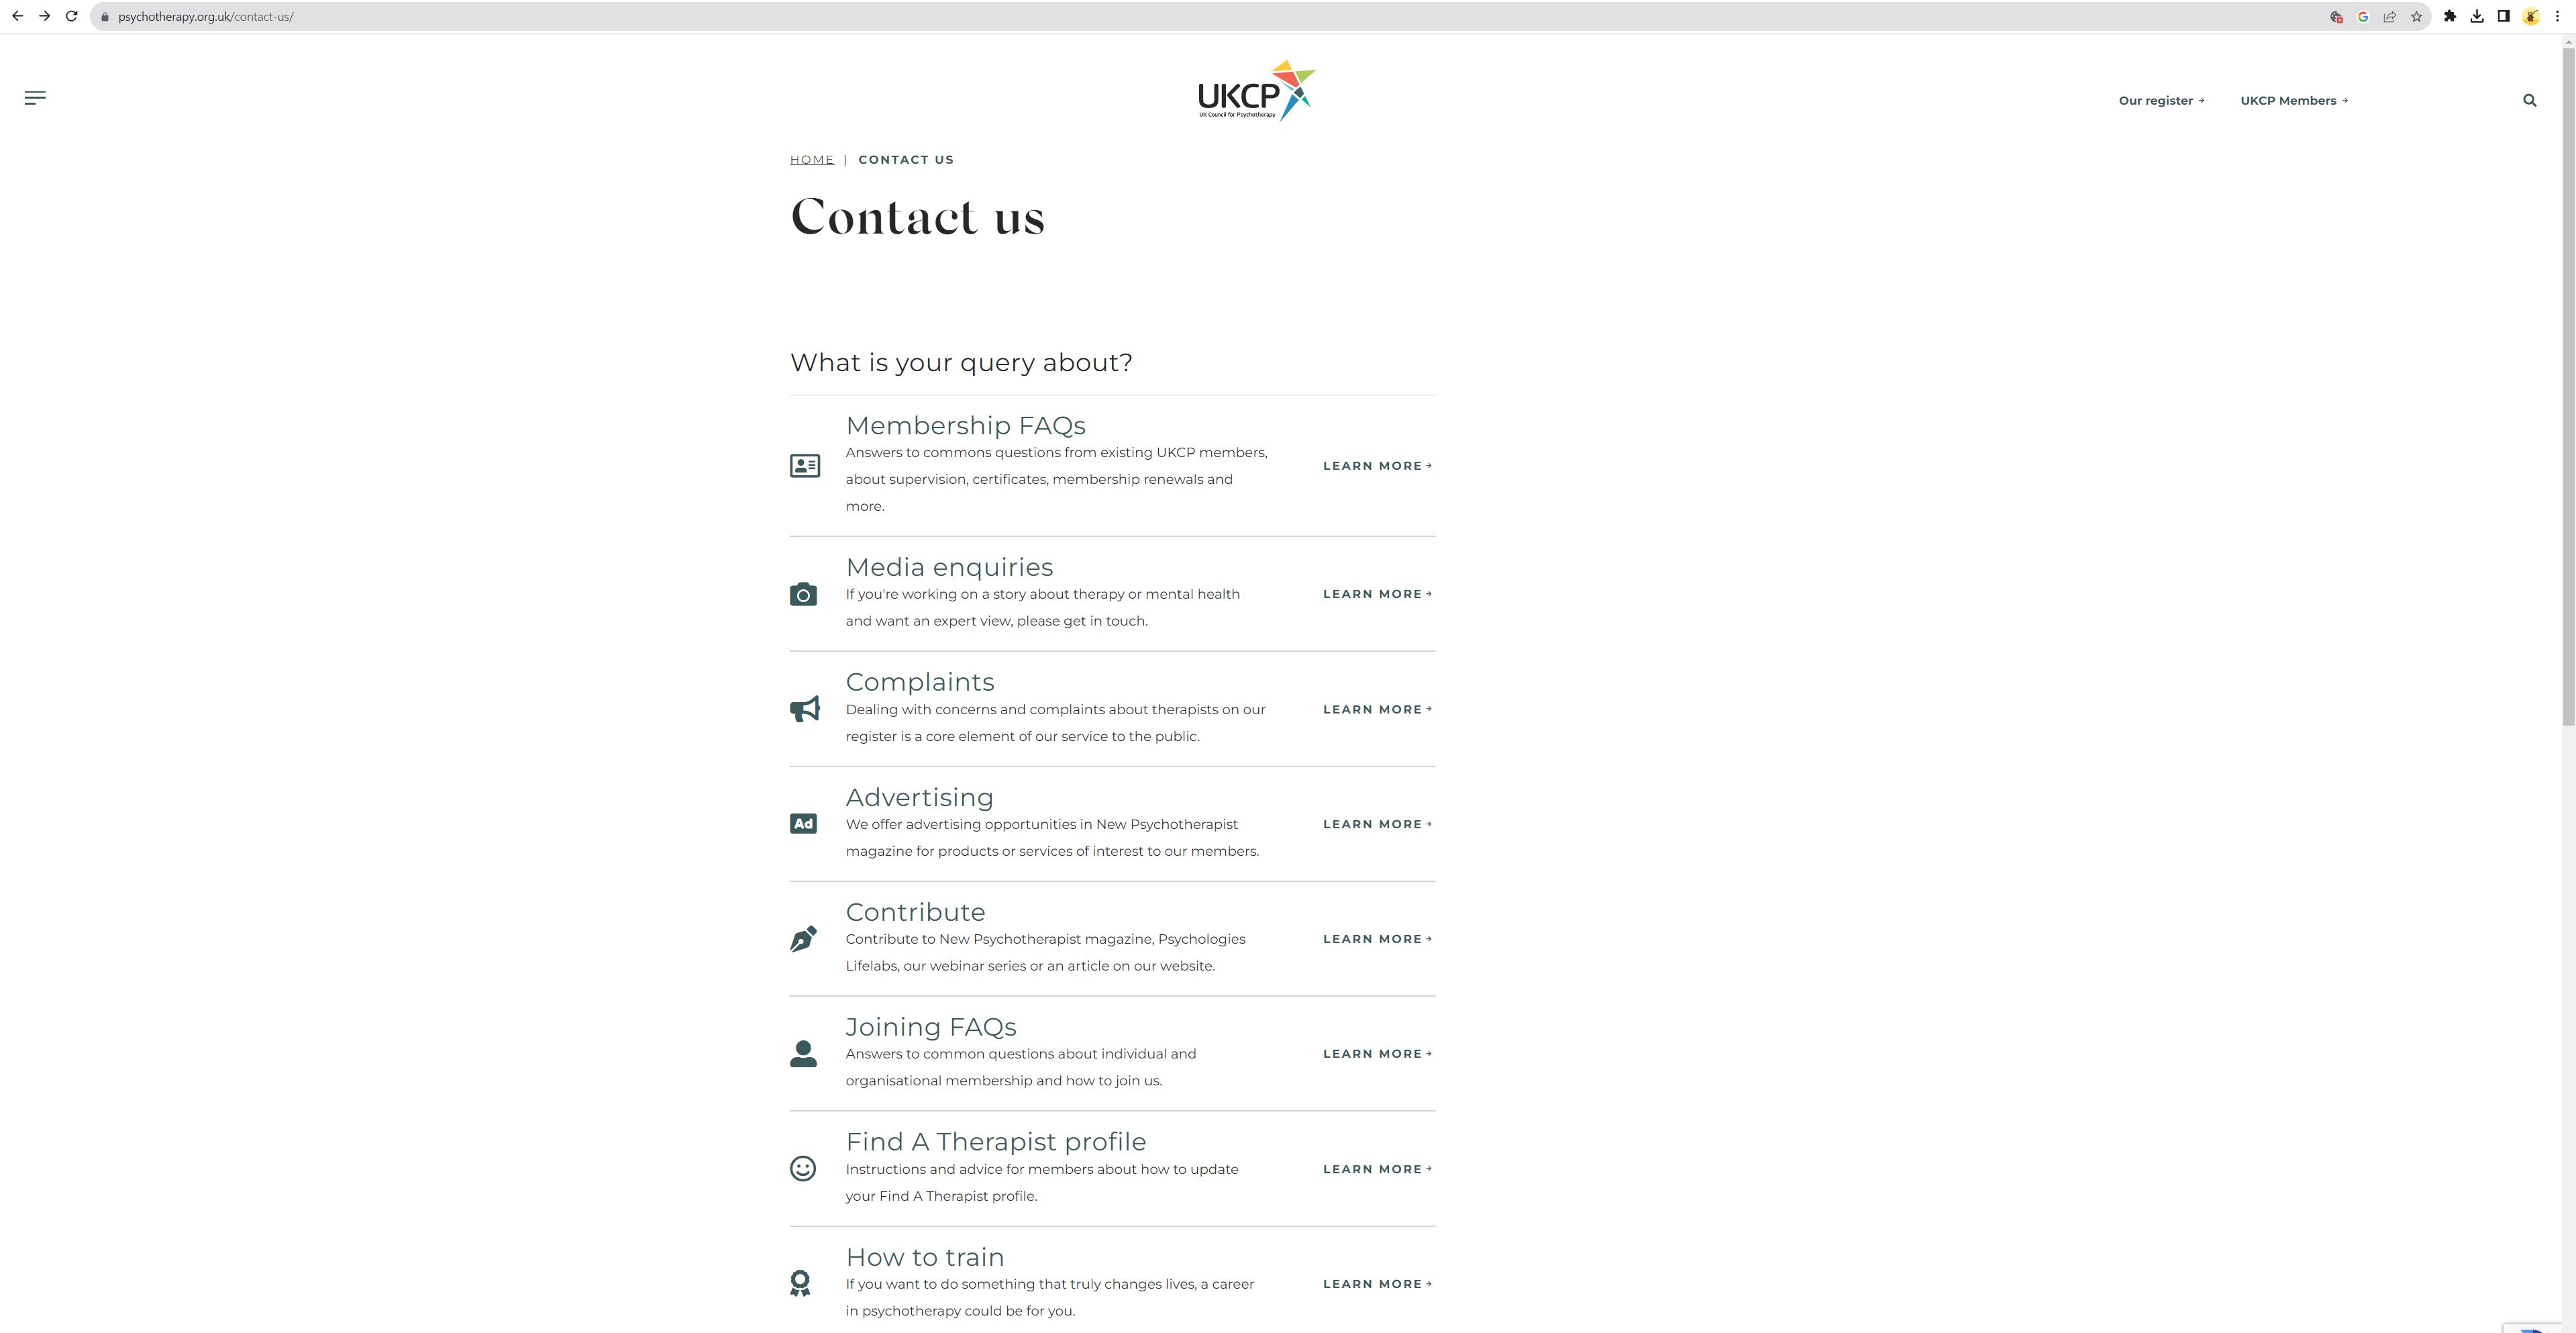 psychotherapy.org.uk/contact-us/
UKCP
UK Council for Psychotherapy
Our register → UKCP Members →
HOME | CONTACT US
Contact us
What is your query about?
Membership FAQs
Answers to commons questions from existing UKCP members,
about supervision, certificates, membership renewals and
more.
LEARN MORE →
Media enquiries
If you're working on a story about therapy or mental health
and want an expert view, please get in touch.
LEARN MORE →
Complaints
Dealing with concerns and complaints about therapists on our
register is a core element of our service to the public.
LEARN MORE →
Ad
Advertising
We offer advertising opportunities in New Psychotherapist
magazine for products or services of interest to our members.
LEARN MORE →
Contribute
Contribute to New Psychotherapist magazine, Psychologies
Lifelabs, our webinar series or an article on our website.
LEARN MORE →
Joining FAQs
Answers to common questions about individual and
organisational membership and how to join us.
LEARN MORE →
Find A Therapist profile
Instructions and advice for members about how to update
your Find A Therapist profile.
LEARN MORE →
How to train
If you want to do something that truly changes lives, a career
in psychotherapy could be for you.
LEARN MORE →